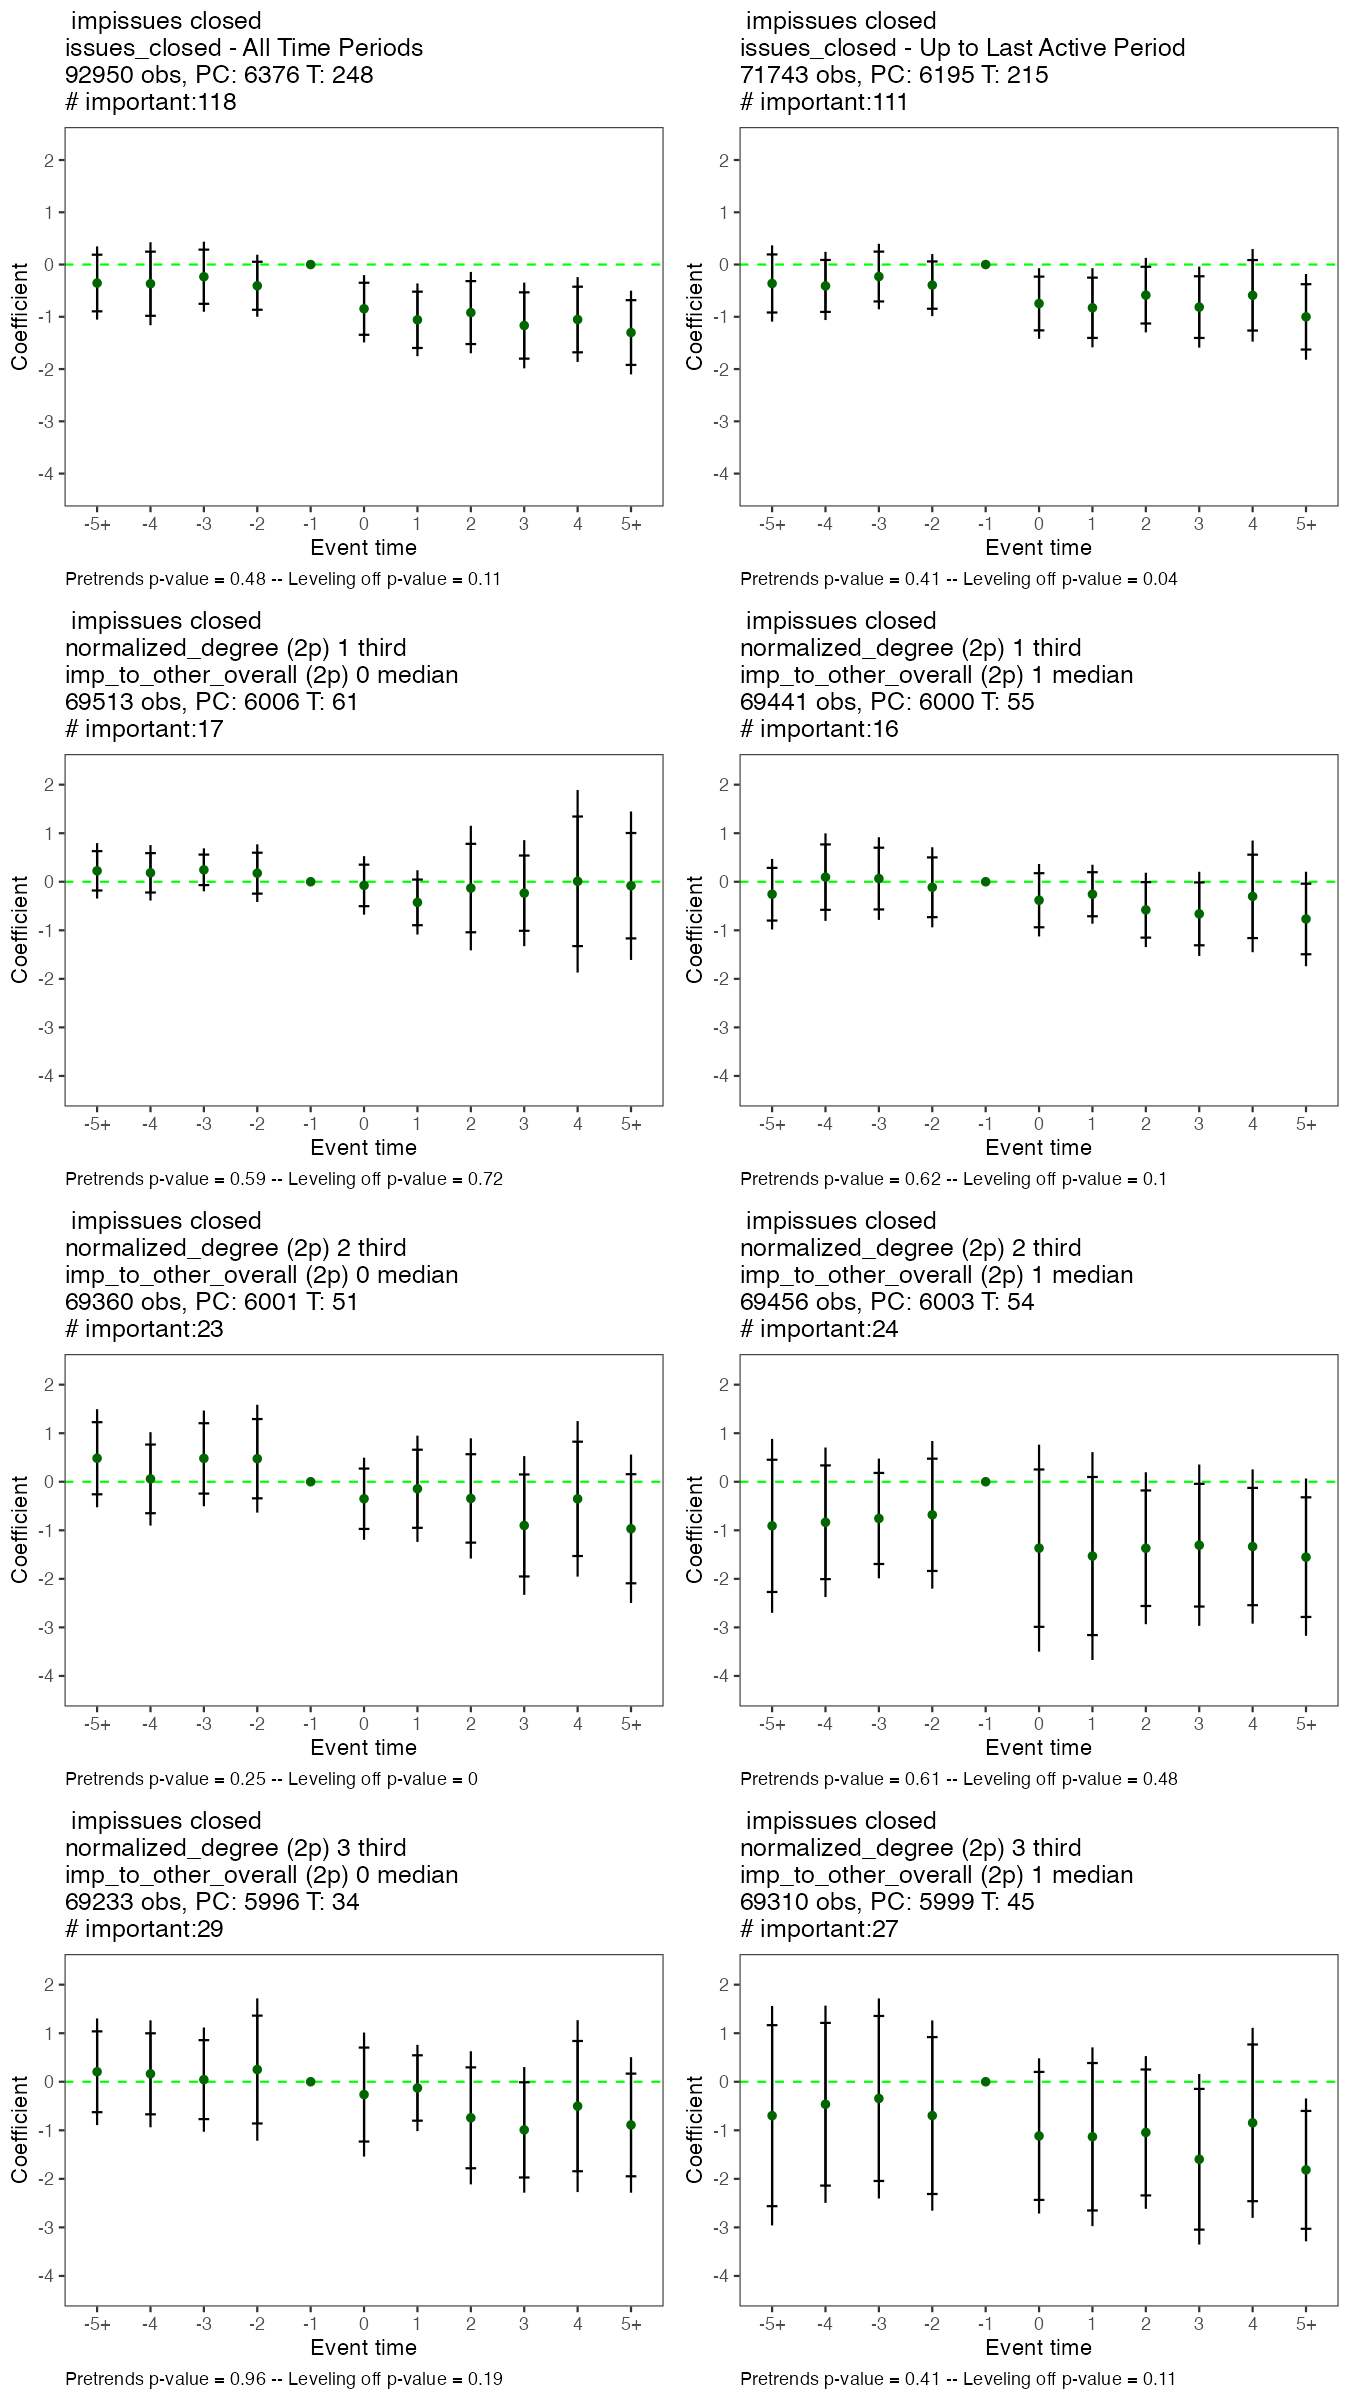 impissues closed
issues_closed - All Time Periods
92950 obs, PC: 6376 T: 248
# important:118
2
1
0
-1
-2
-3
-4
Coefficient
-5+ -4 -3 -2 -1 0 1 2 3 4 5+
Event time
Pretrends p-value = 0.48 -- Leveling off p-value = 0.11
impissues closed
issues_closed - Up to Last Active Period
71743 obs, PC: 6195 T: 215
# important:111
2
1
0
-1
-2
-3
-4
Coefficient
-5+ -4 -3 -2 -1 0 1 2 3 4 5+
Event time
Pretrends p-value = 0.41 -- Leveling off p-value = 0.04
impissues closed
normalized_degree (2p) 1 third
imp_to_other_overall (2p) 0 median
69513 obs, PC: 6006 T: 61
# important:17
2
1
0
-1
-2
-3
-4
Coefficient
-5+ -4 -3 -2 -1 0 1 2 3 4 5+
Event time
Pretrends p-value = 0.59 -- Leveling off p-value = 0.72
impissues closed
normalized_degree (2p) 1 third
imp_to_other_overall (2p) 1 median
69441 obs, PC: 6000 T: 55
# important:16
2
1
0
-1
-2
-3
-4
Coefficient
-5+ -4 -3 -2 -1 0 1 2 3 4 5+
Event time
Pretrends p-value = 0.62 -- Leveling off p-value = 0.1
impissues closed
normalized_degree (2p) 2 third
imp_to_other_overall (2p) 0 median
69360 obs, PC: 6001 T: 51
# important:23
2
1
0
-1
-2
-3
-4
Coefficient
-5+ -4 -3 -2 -1 0 1 2 3 4 5+
Event time
Pretrends p-value = 0.25 -- Leveling off p-value = 0
impissues closed
normalized_degree (2p) 2 third
imp_to_other_overall (2p) 1 median
69456 obs, PC: 6003 T: 54
# important:24
2
1
0
-1
-2
-3
-4
Coefficient
-5+ -4 -3 -2 -1 0 1 2 3 4 5+
Event time
Pretrends p-value = 0.61 -- Leveling off p-value = 0.48
impissues closed
normalized_degree (2p) 3 third
imp_to_other_overall (2p) 0 median
69233 obs, PC: 5996 T: 34
# important:29
2
1
0
-1
-2
-3
-4
Coefficient
-5+ -4 -3 -2 -1 0 1 2 3 4 5+
Event time
Pretrends p-value = 0.96 -- Leveling off p-value = 0.19
impissues closed
normalized_degree (2p) 3 third
imp_to_other_overall (2p) 1 median
69310 obs, PC: 5999 T: 45
# important:27
2
1
0
-1
-2
-3
-4
Coefficient
-5+ -4 -3 -2 -1 0 1 2 3 4 5+
Event time
Pretrends p-value = 0.41 -- Leveling off p-value = 0.11